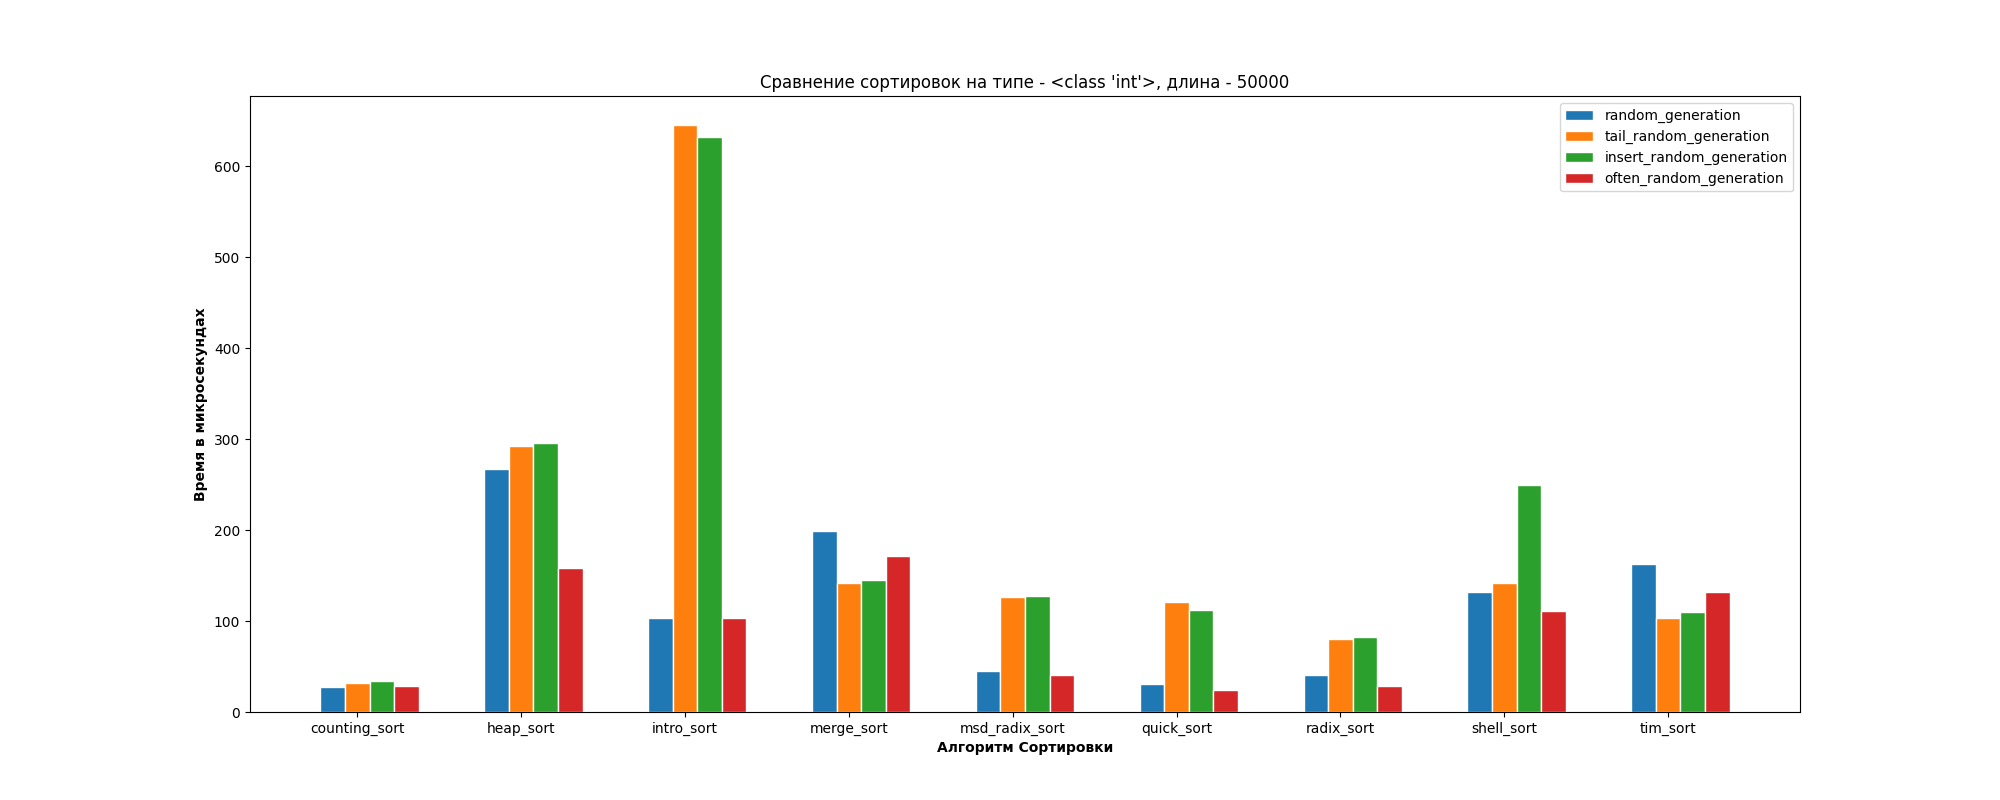 Сравнение сортировок на типе - <class 'int'>, длина - 50000
random_generation
tail_random_generation
insert_random_generation
often_random_generation
Время в микросекундах
600
500
400
300
200
100
0
counting_sort
heap_sort
intro_sort
merge_sort
msd_radix_sort
quick_sort
radix_sort
shell_sort
tim_sort
Алгоритм Сортировки